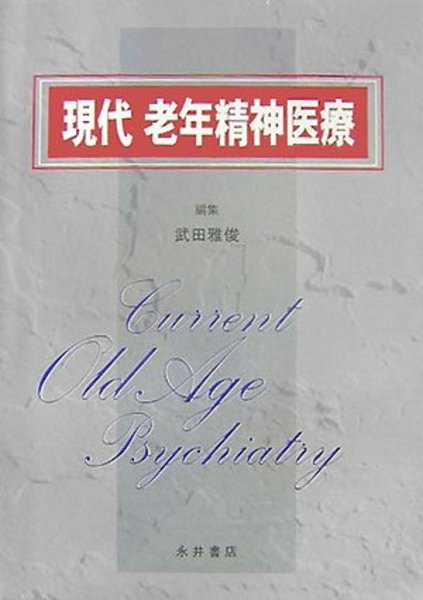 現代 老年精神医療
編集
武田雅俊
Current
Old Age
Psychiatry
永井書店